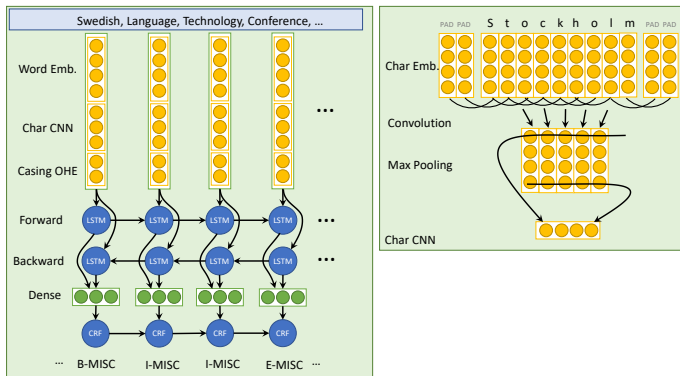 Swedish, Language, Technology, Conference, ...
Word Emb.
...
Char CNN
Casing OHE
Forward LSTM LSTM LSTM LSTM ...
Backward LSTM LSTM LSTM LSTM ...
Dense
CRF CRF CRF CRF
... B-MISC I-MISC I-MISC E-MISC ...
PAD PAD S t o c k h o l m PAD PAD
Char Emb.
Convolution
Max Pooling
Char CNN